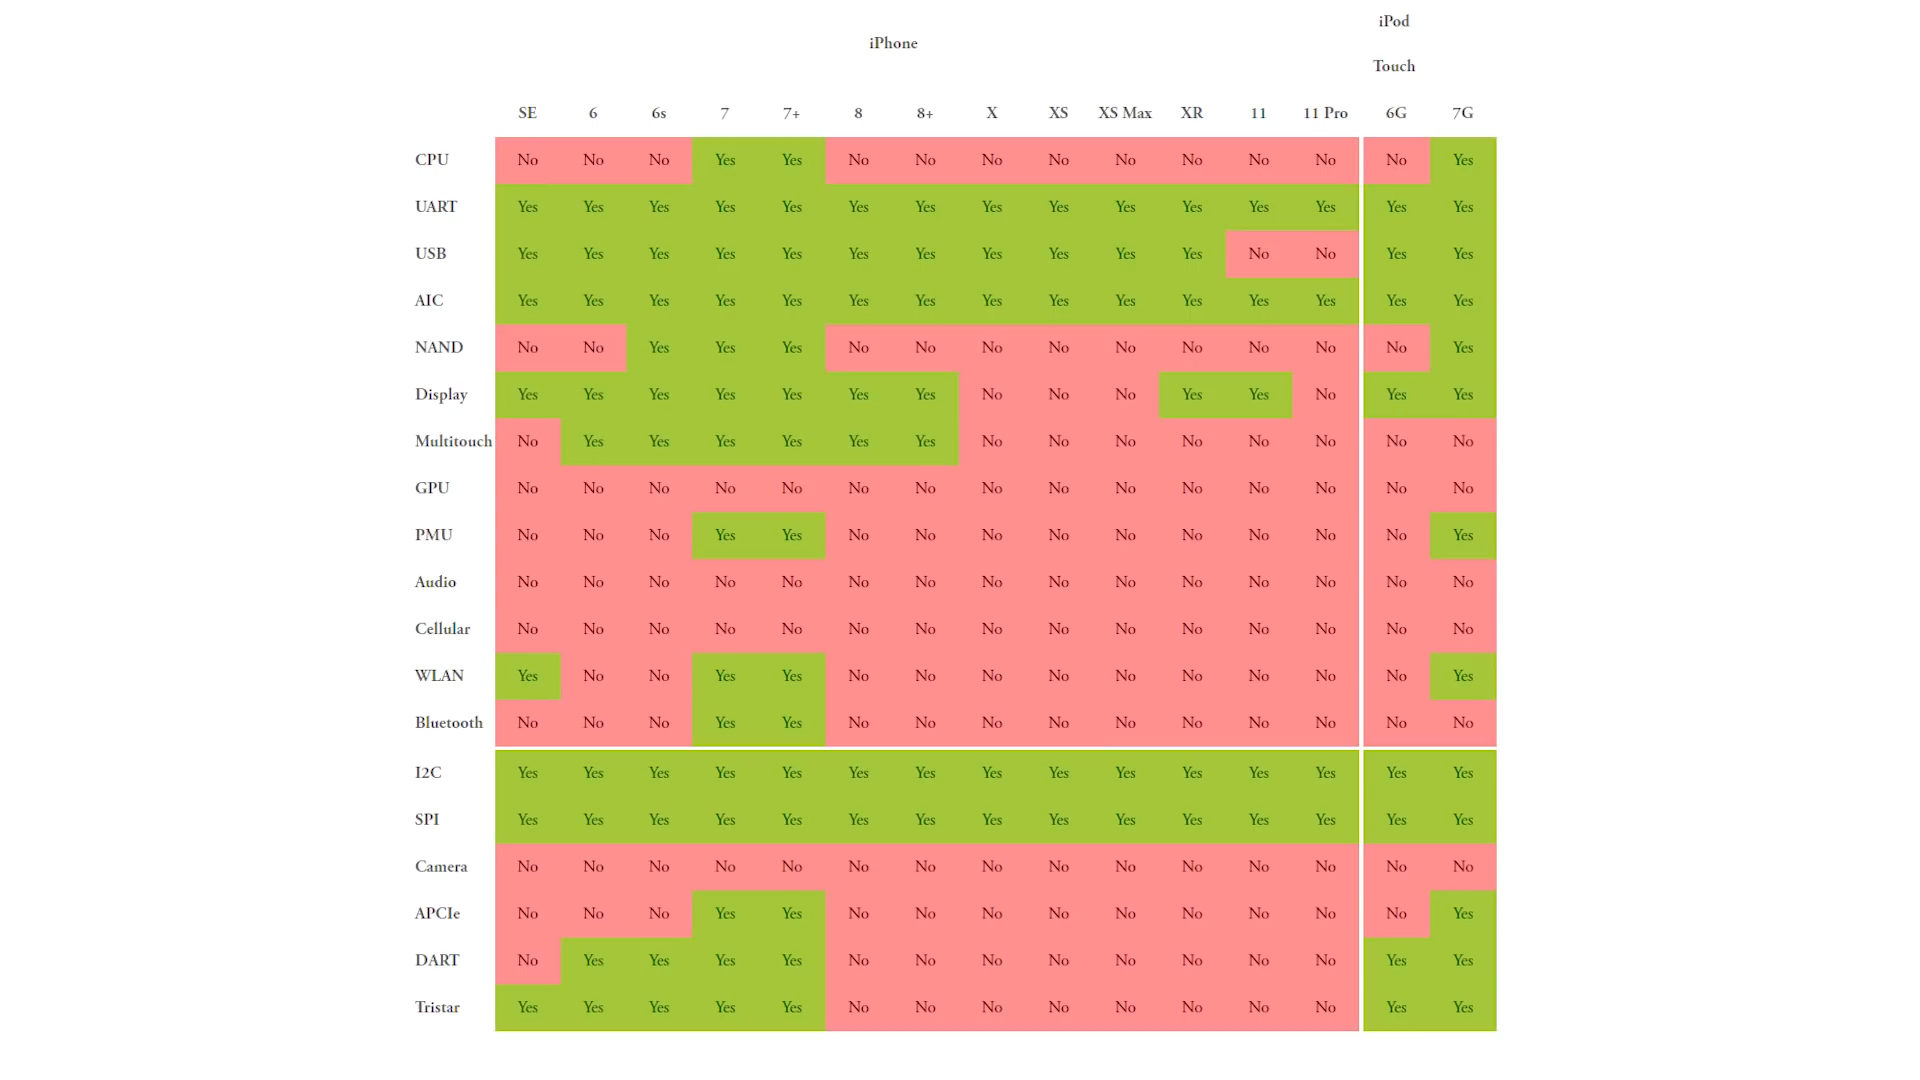 iPod
iPhone
Touch
SE 6 6s 7 7+ 8 8+ X XS XS Max XR 11 11 Pro 6G 7G
CPU No No No Yes Yes No No No No No No No No No Yes
UART Yes Yes Yes Yes Yes Yes Yes Yes Yes Yes Yes Yes Yes Yes Yes
USB Yes Yes Yes Yes Yes Yes Yes Yes Yes Yes Yes No No Yes Yes
AIC Yes Yes Yes Yes Yes Yes Yes Yes Yes Yes Yes Yes Yes Yes Yes
NAND No No Yes Yes Yes No No No No No No No No No Yes
Display Yes Yes Yes Yes Yes Yes Yes No No No Yes Yes No Yes Yes
Multitouch No Yes Yes Yes Yes Yes Yes No No No No No No No No
GPU No No No No No No No No No No No No No No No
PMU No No No Yes Yes No No No No No No No No No Yes
Audio No No No No No No No No No No No No No No No
Cellular No No No No No No No No No No No No No No No
WLAN Yes No No Yes Yes No No No No No No No No No Yes
Bluetooth No No No Yes Yes No No No No No No No No No No
I2C Yes Yes Yes Yes Yes Yes Yes Yes Yes Yes Yes Yes Yes Yes Yes
SPI Yes Yes Yes Yes Yes Yes Yes Yes Yes Yes Yes Yes Yes Yes Yes
Camera No No No No No No No No No No No No No No No
APCIe No No No Yes Yes No No No No No No No No No Yes
DART No Yes Yes Yes Yes No No No No No No No No Yes Yes
Tristar Yes Yes Yes Yes Yes No No No No No No No No Yes Yes